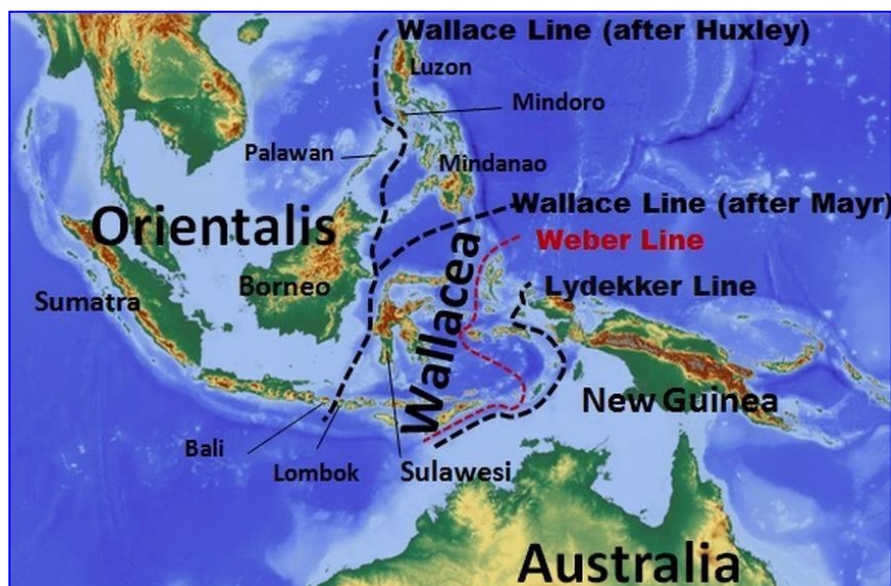 Wallace Line (after Huxley)
Luzon
Mindoro
Palawan
Mindanao
Wallace Line (after Mayr)
Orientalis
Weber Line
Wallacea
Lydekker Line
Borneo
Sumatra
New Guinea
Bali
Lombok
Sulawesi
Australia